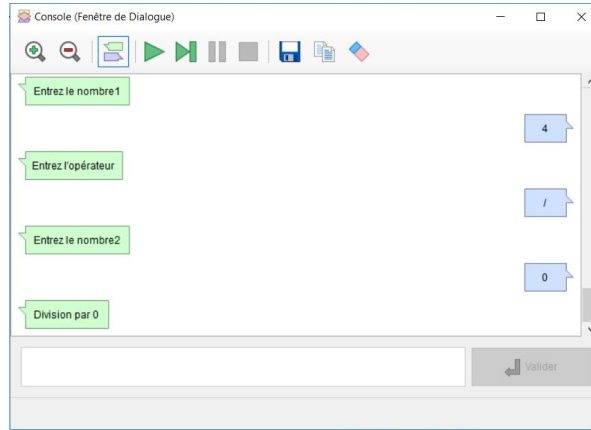 Console (Fenêtre de Dialogue)
Entrez le nombre1
4
Entrez l'opérateur
/
Entrez le nombre2
0
Division par 0
Valider